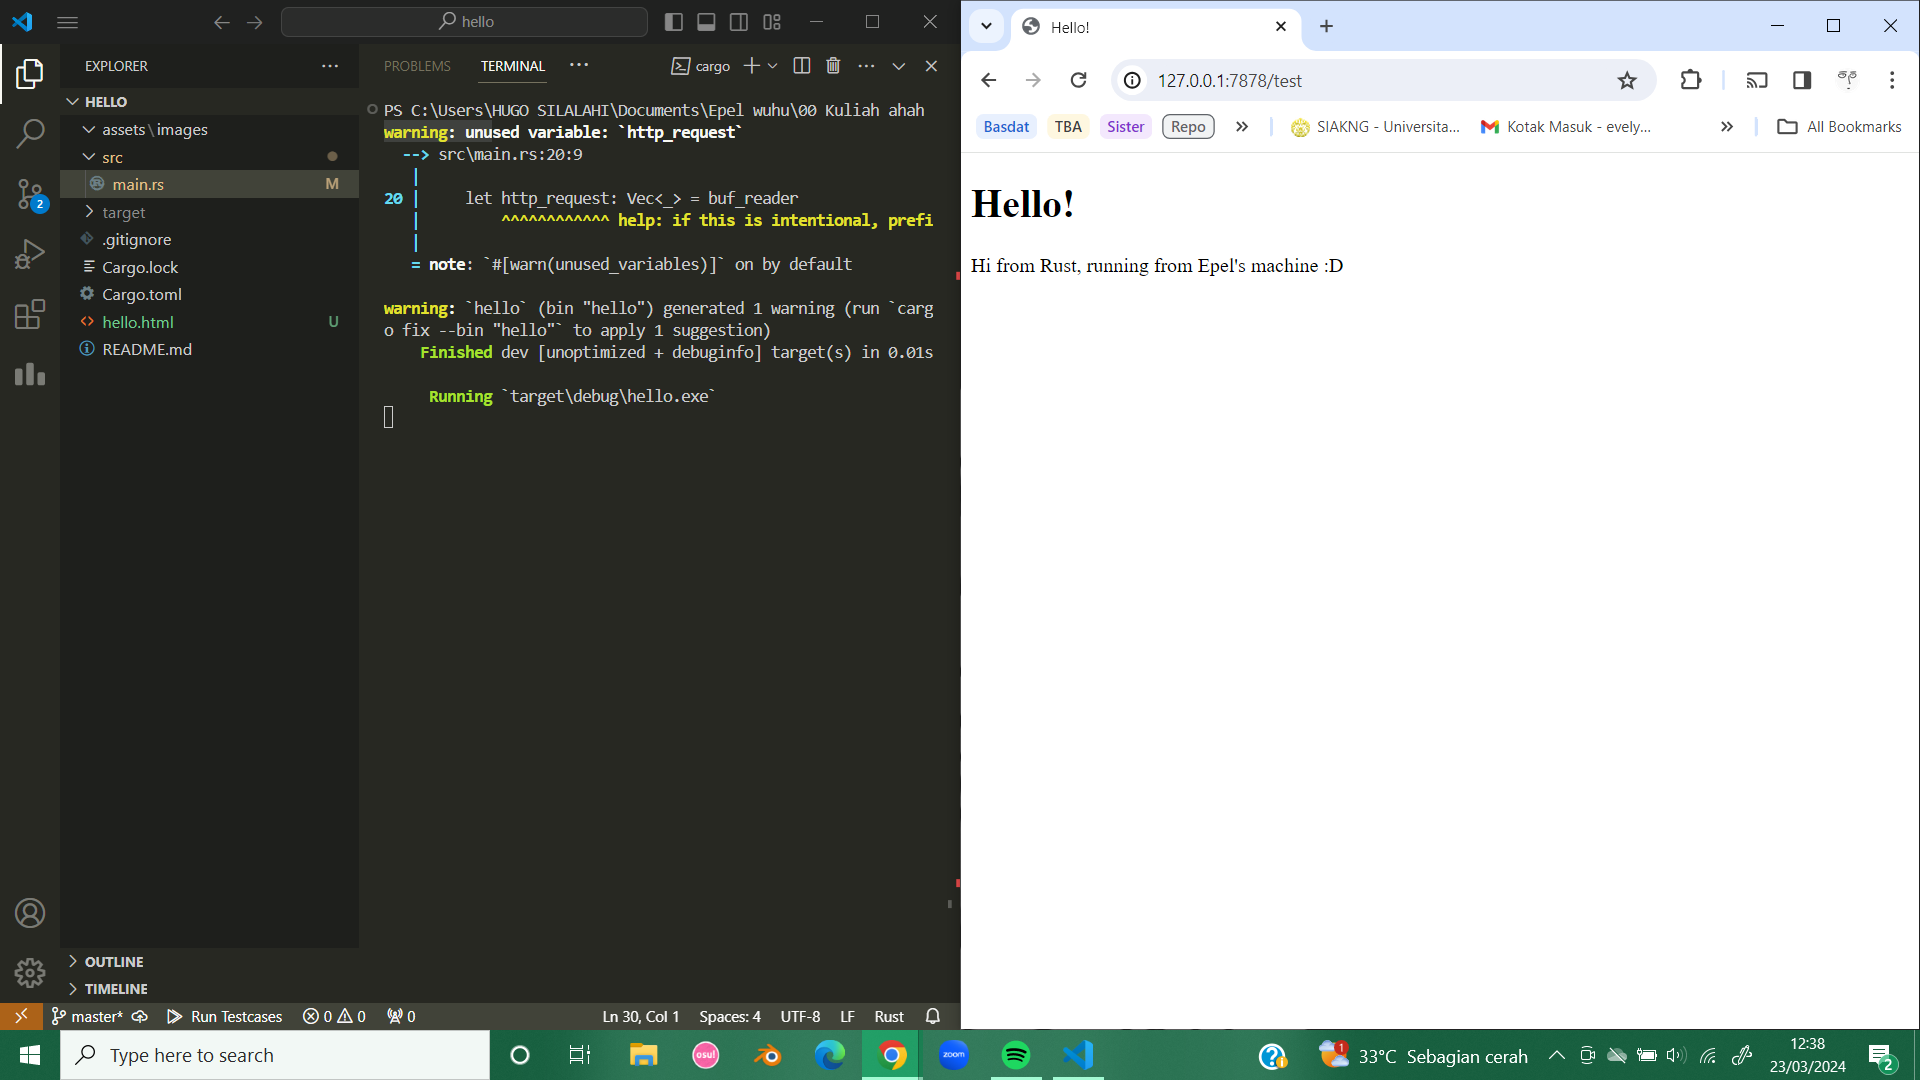 hello
EXPLORER
HELLO
assets\images
src
main.rs M
target
.gitignore
Cargo.lock
Cargo.toml
hello.html U
README.md
OUTLINE
TIMELINE
2
PROBLEMS TERMINAL
cargo
PS C:\Users\HUGO SILALAHI\Documents\Epel wuhu\00 Kuliah ahah
warning: unused variable: `http_request`
--> src\main.rs:20:9
|
20 | let http_request: Vec<_> = buf_reader
| ^^^^^^^^^^^^ help: if this is intentional, prefi
|
= note: `#[warn(unused_variables)]` on by default
warning: `hello` (bin "hello") generated 1 warning (run `carg
o fix --bin "hello"` to apply 1 suggestion)
Finished dev [unoptimized + debuginfo] target(s) in 0.01s
Running `target\debug\hello.exe`
master* Run Testcases 0 0 0 Ln 30, Col 1 Spaces: 4 UTF-8 LF Rust
Hello!
127.0.0.1:7878/test
Basdat TBA Sister Repo » SIAKNG - Universita... Kotak Masuk - evely... » All Bookmarks
Hello!
Hi from Rust, running from Epel's machine :D
Type here to search
osu!
zoom
1
33°C Sebagian cerah
12:38
23/03/2024
2